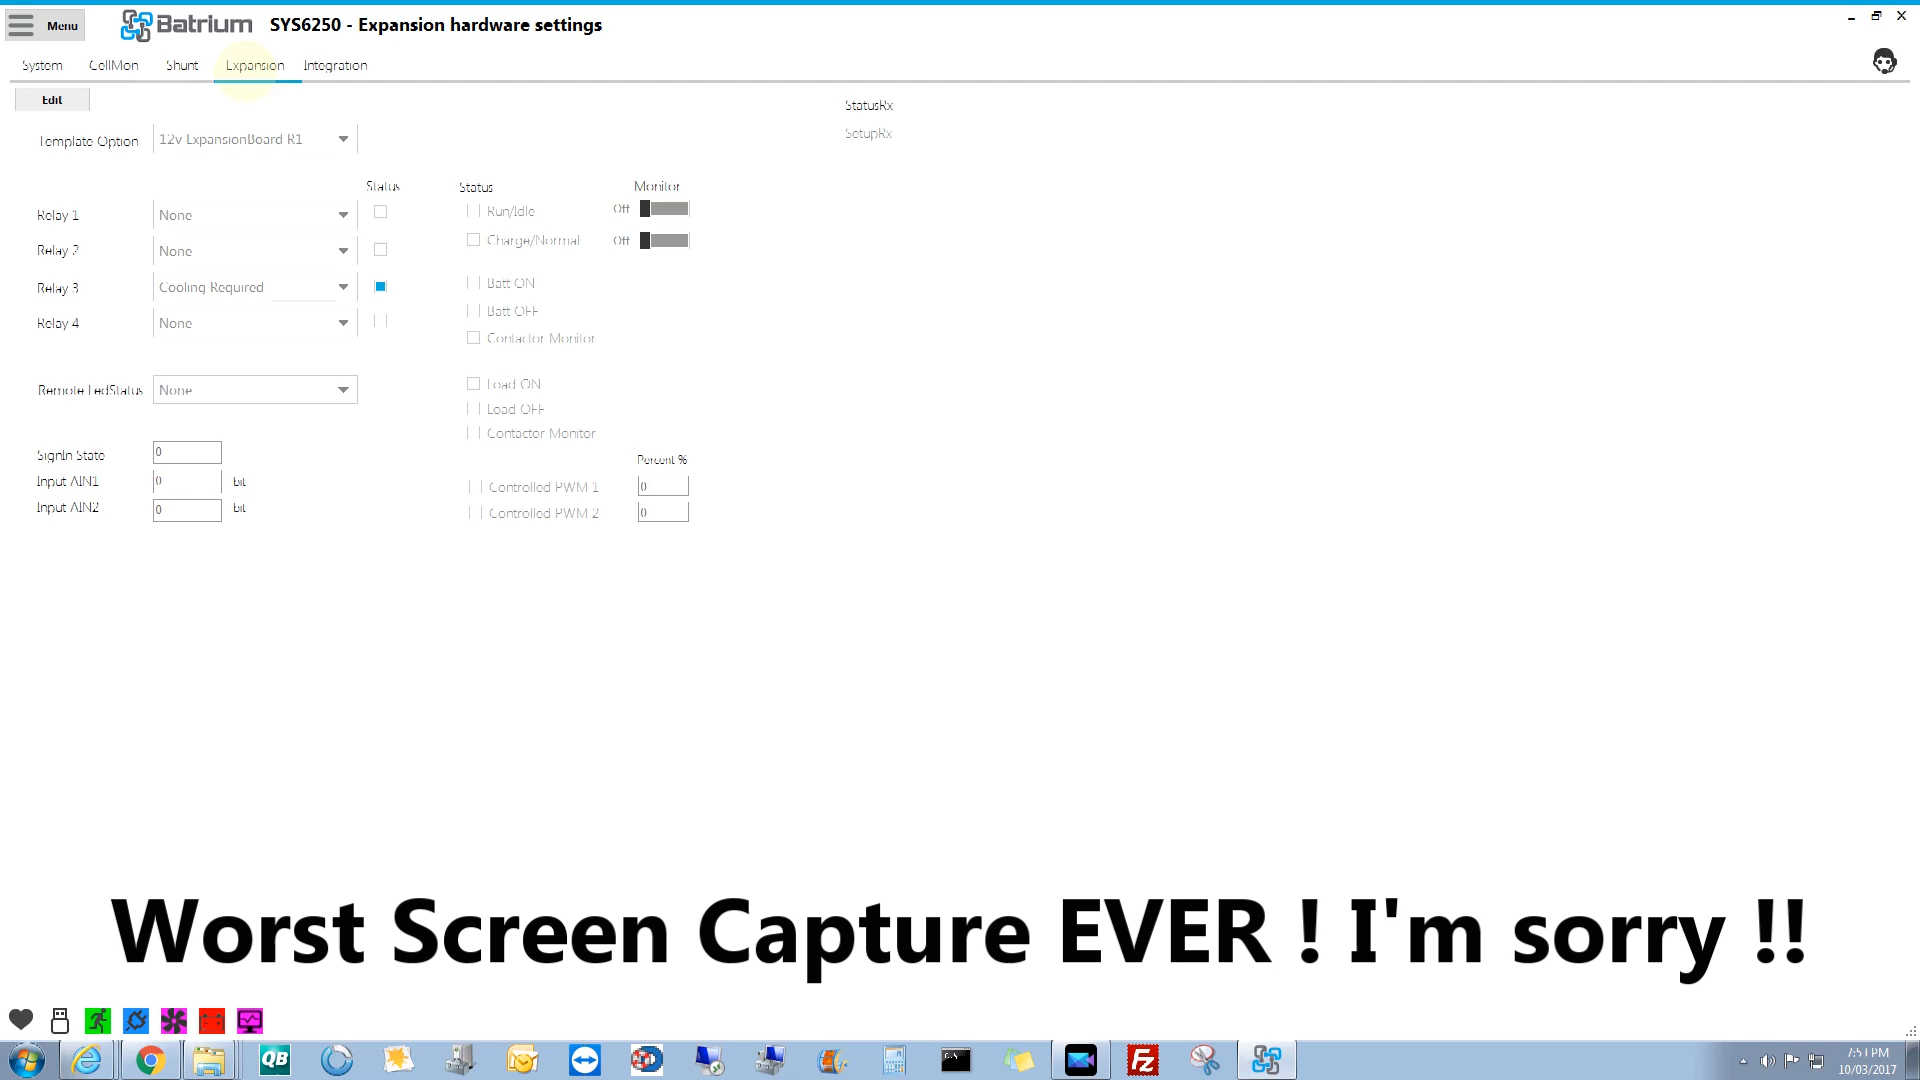 Menu Batrium SYS6250 - Expansion hardware settings
System CellMon Shunt Expansion Integration
Edit
StatusRx
SetupRx
Template Option 12v ExpansionBoard R1
Status Status Monitor
Relay 1 None Run/Idle Off
Relay 2 None Charge/Normal Off
Relay 3 Cooling Required Batt ON
Batt OFF
Relay 4 None
Contactor Monitor
Remote LedStatus None Load ON
Load OFF
Contactor Monitor
SignIn State 0 Percent %
Input AIN1 0 bit Controlled PWM 1 0
Input AIN2 0 bit Controlled PWM 2 0
Worst Screen Capture EVER ! I'm sorry !!
QB
FZ
7:51 PM
10/03/2017